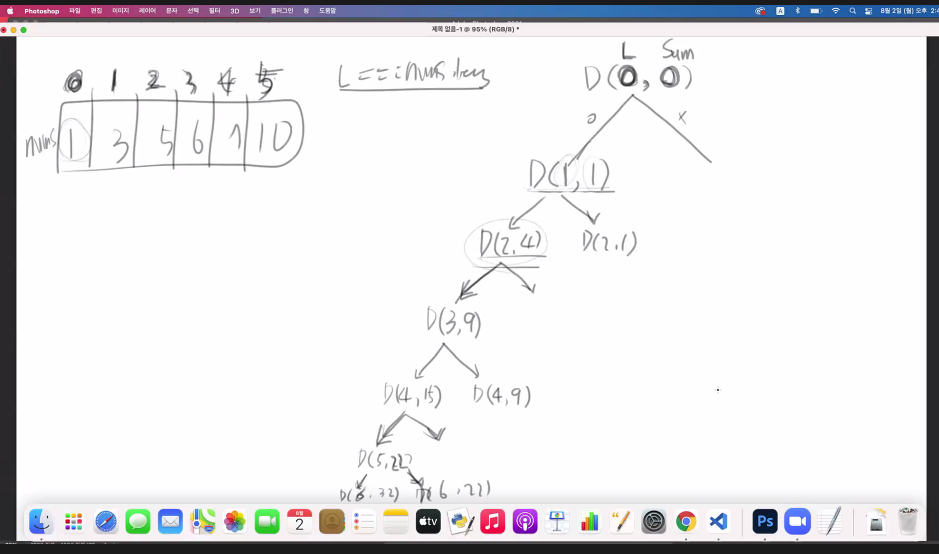 Photoshop 파일 편집 이미지 레이어 문자 선택 필터 3D 보기 플러그인 창 도움말 A 8월 2일 (월) 오후 2:4
제목 없음-1 @ 95% (RGB/8) *
0 1 2 3 4 5
nums 1 3 5 6 7 10
L Sum
D(0, 0)
o x
D(1, 1)
D(2,4) D(2,1)
D(3,9)
D(4,15) D(4,9)
D(5,22)
D(6, 32) D(6, 22)
8월
2
tv
Ps